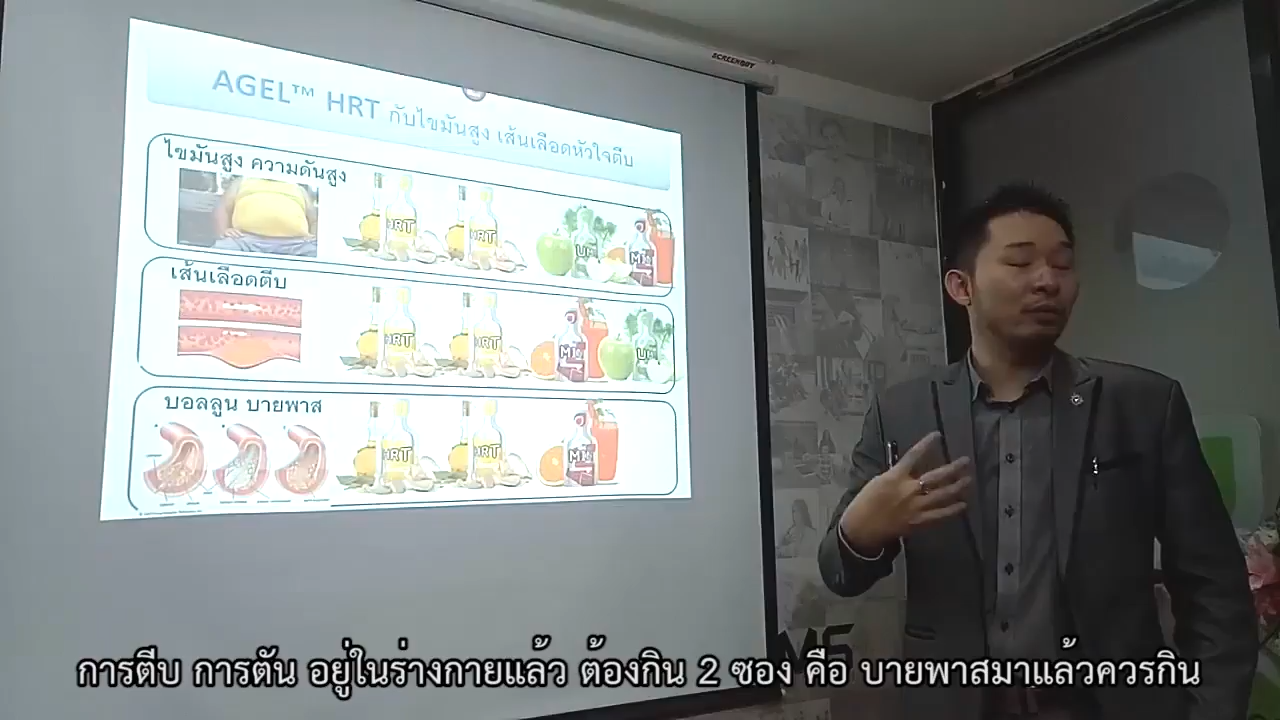 SCREENBOY
AGEL™ HRT กับไขมันสูง เส้นเลือดหัวใจตีบ
ไขมันสูง ความดันสูง
HRT HRT UM MIN
เส้นเลือดตีบ
HRT HRT MIN UM
บอลลูน บายพาส
HRT HRT MIN
การตีบ การตัน อยู่ในร่างกายแล้ว ต้องกิน 2 ซอง คือ บายพาสมาแล้วควรกิน